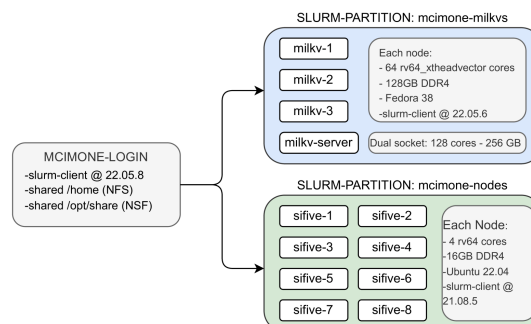 SLURM-PARTITION: mcimone-milkvs
milkv-1
milkv-2
milkv-3
milkv-server
Each node:
- 64 rv64_xtheadvector cores
- 128GB DDR4
- Fedora 38
-slurm-client @ 22.05.6
Dual socket: 128 cores - 256 GB
MCIMONE-LOGIN
-slurm-client @ 22.05.8
-shared /home (NFS)
-shared /opt/share (NSF)
SLURM-PARTITION: mcimone-nodes
sifive-1 sifive-2
sifive-3 sifive-4
sifive-5 sifive-6
sifive-7 sifive-8
Each Node:
- 4 rv64 cores
-16GB DDR4
-Ubuntu 22.04
-slurm-client @
21.08.5